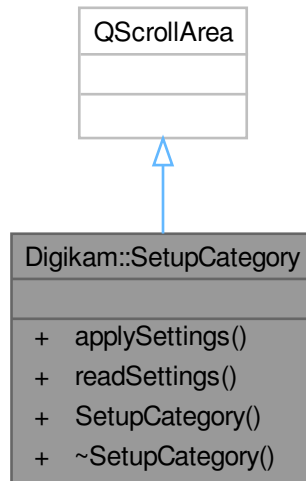 QScrollArea
Digikam::SetupCategory
+ applySettings()
+ readSettings()
+ SetupCategory()
+ ~SetupCategory()